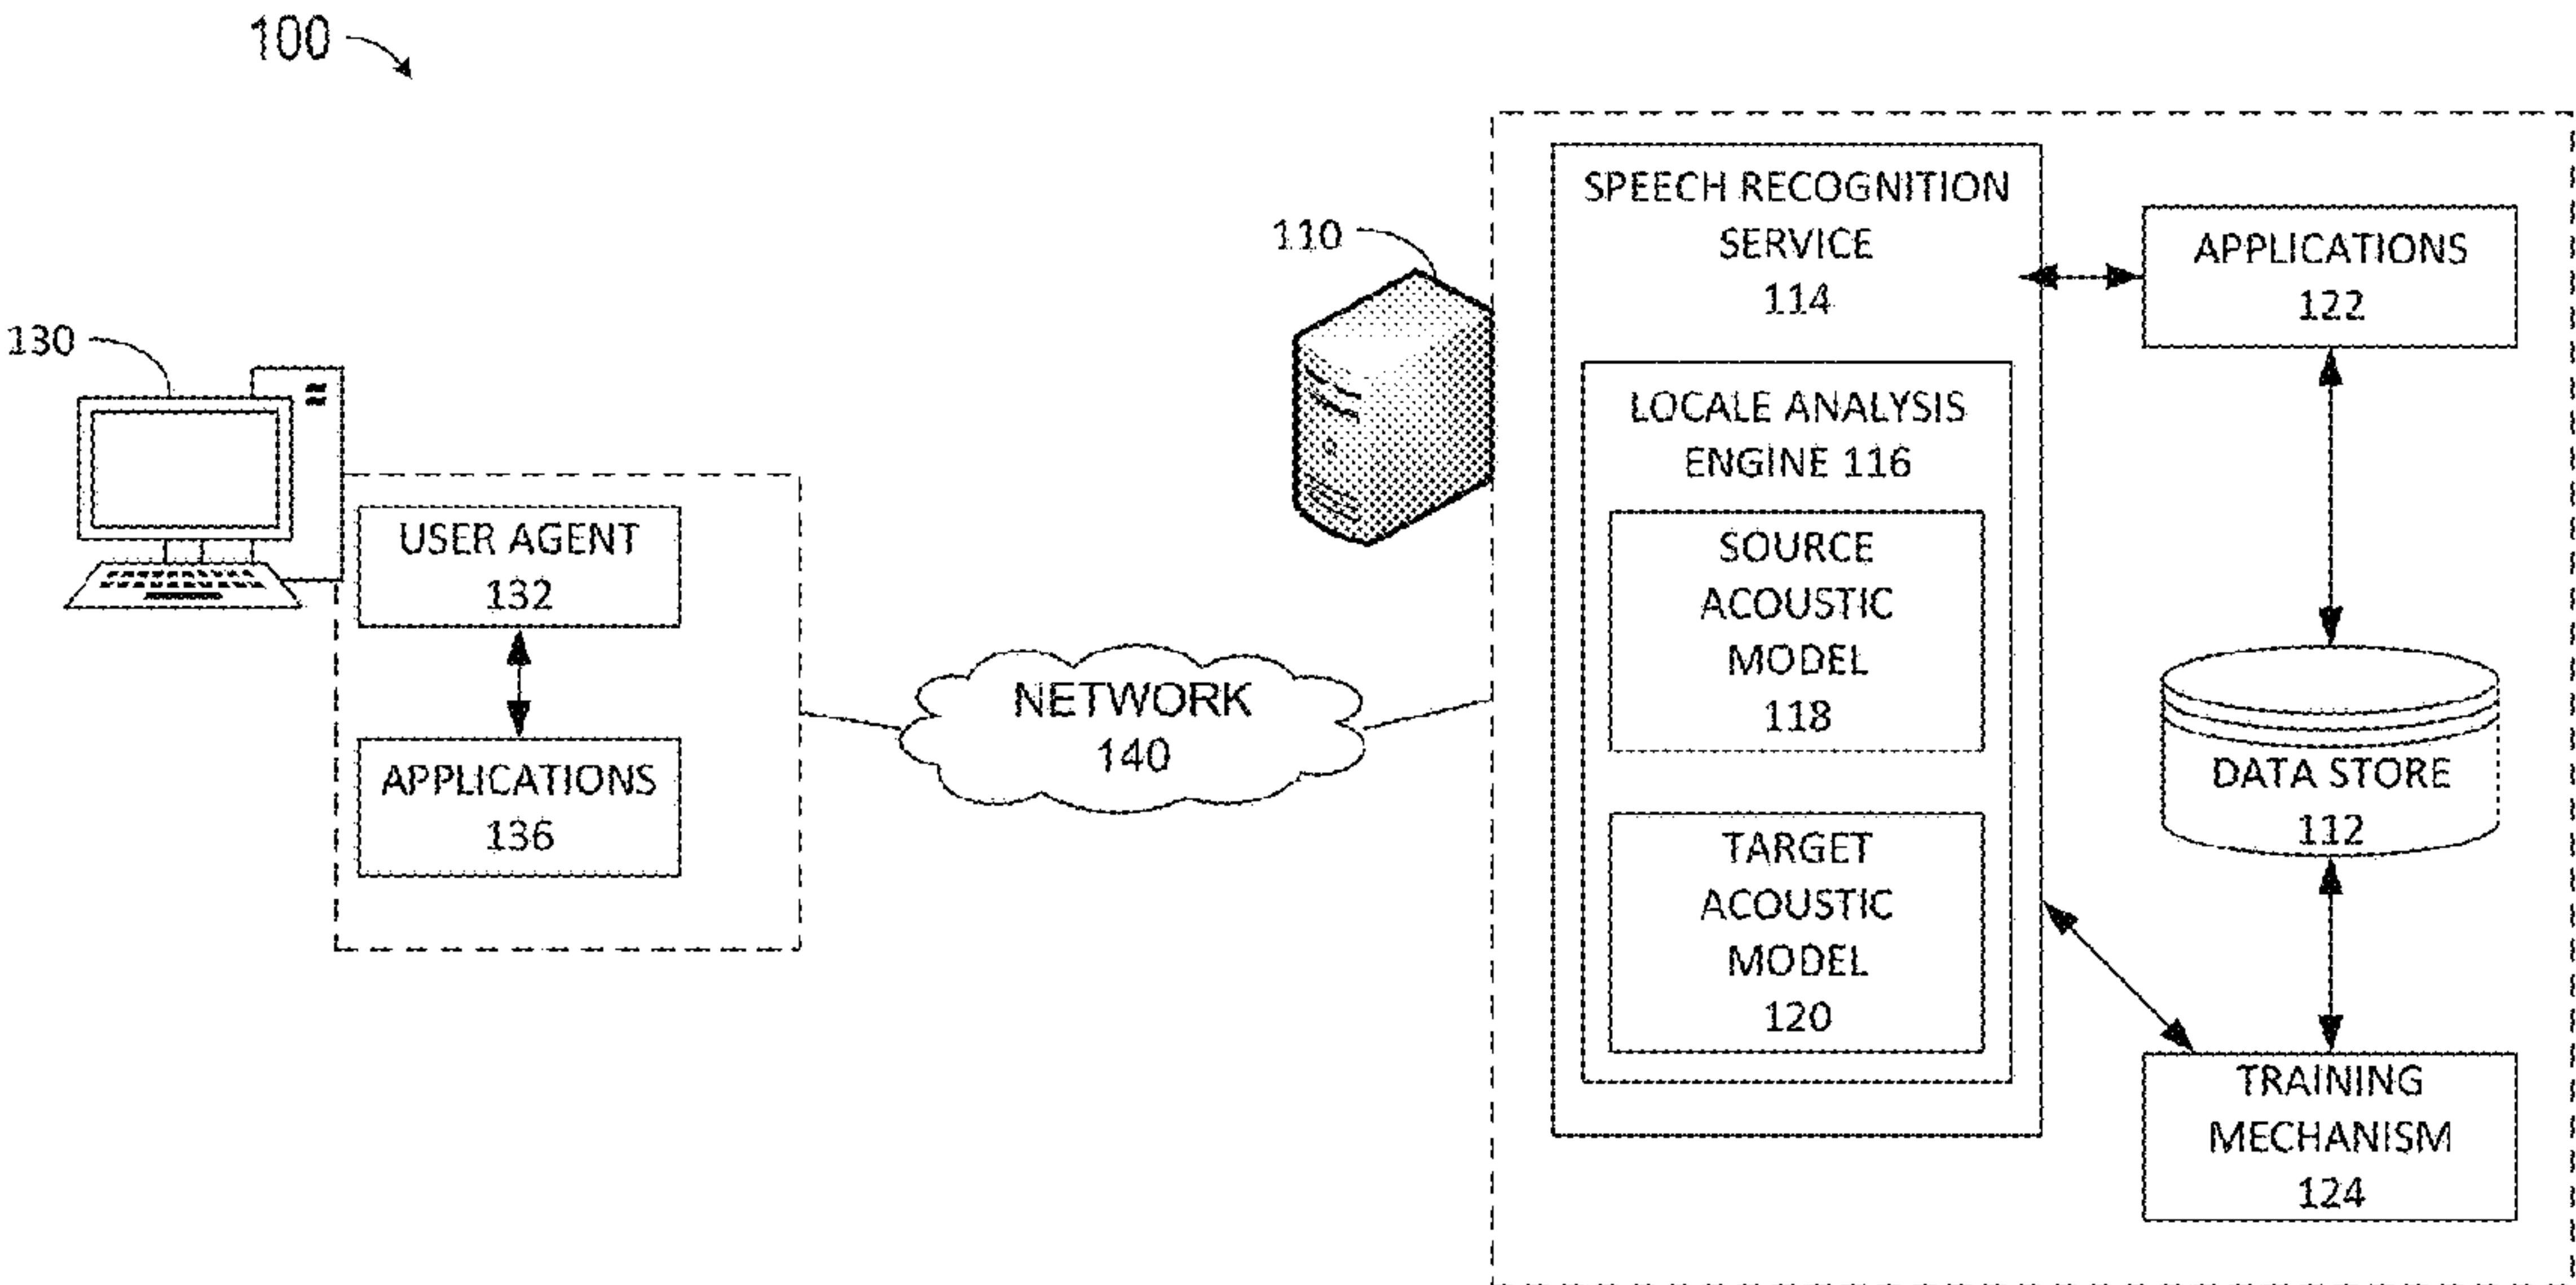 100
130
USER AGENT
132
APPLICATIONS
136
NETWORK
140
110
SPEECH RECOGNITION
SERVICE
114
LOCALE ANALYSIS
ENGINE 116
SOURCE
ACOUSTIC
MODEL
118
TARGET
ACOUSTIC
MODEL
120
APPLICATIONS
122
DATA STORE
112
TRAINING
MECHANISM
124